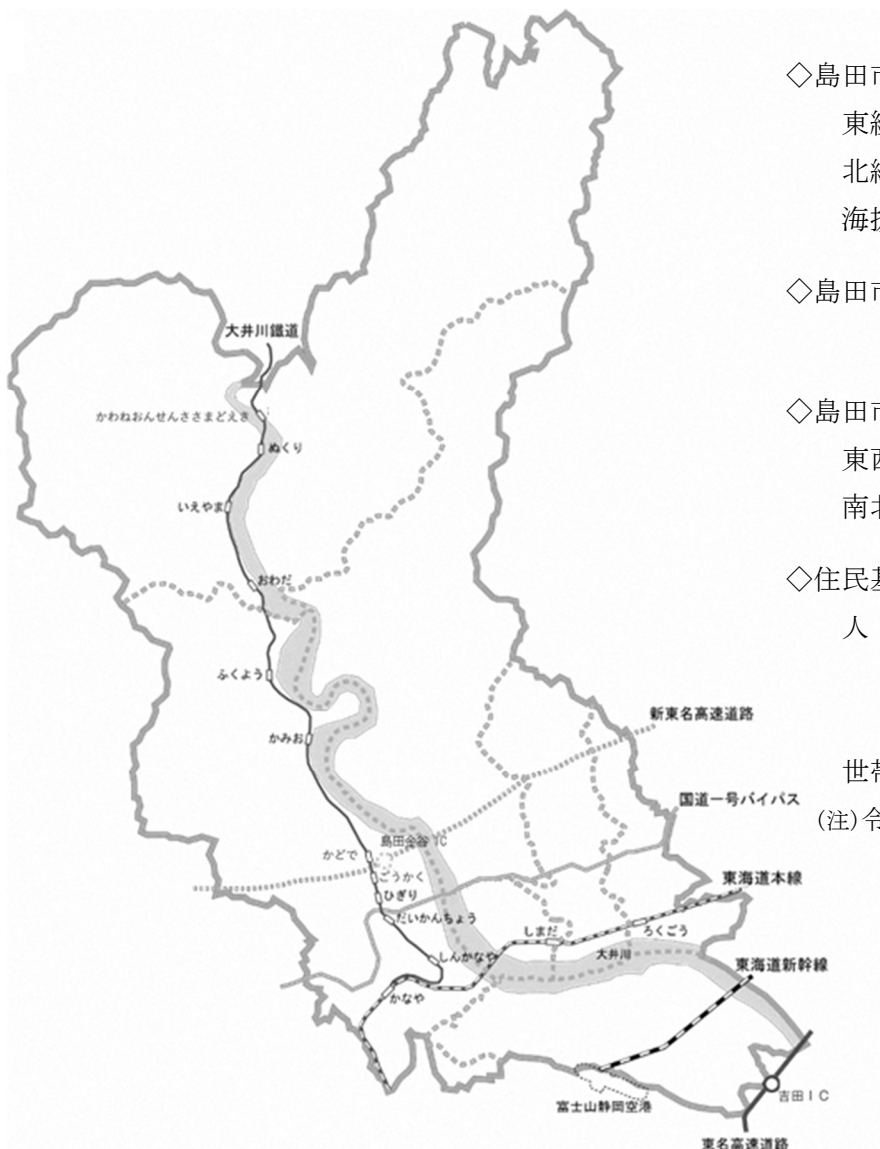 大井川鐵道
かわねおんせんささまどえき
ぬくり
いえやま
おわだ
ふくよう
かみお
新東名高速道路
国道一号バイパス
島田金谷IC
かどで
ごうかく
ひぎり
だいかんちょう
東海道本線
しまだ
ろくごう
大井川
しんかなや
東海道新幹線
かなや
富士山静岡空港
吉田IC
東名高速道路
◇島田市
東経
北緯
海抜
◇島田市
◇島田市
東西
南北
◇住民基
人
世帯
(注)令